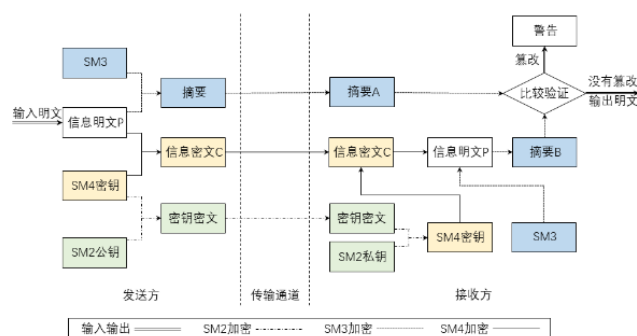 警告
SM3
篡改
摘要
摘要A
比较验证
没有篡改
输出明文
输入明文
信息明文P
信息密文C
信息密文C
信息明文P
摘要B
SM4密钥
密钥密文
密钥密文
SM4密钥
SM3
SM2公钥
SM2私钥
发送方
传输通道
接收方
输入输出
SM2加密
SM3加密
SM4加密